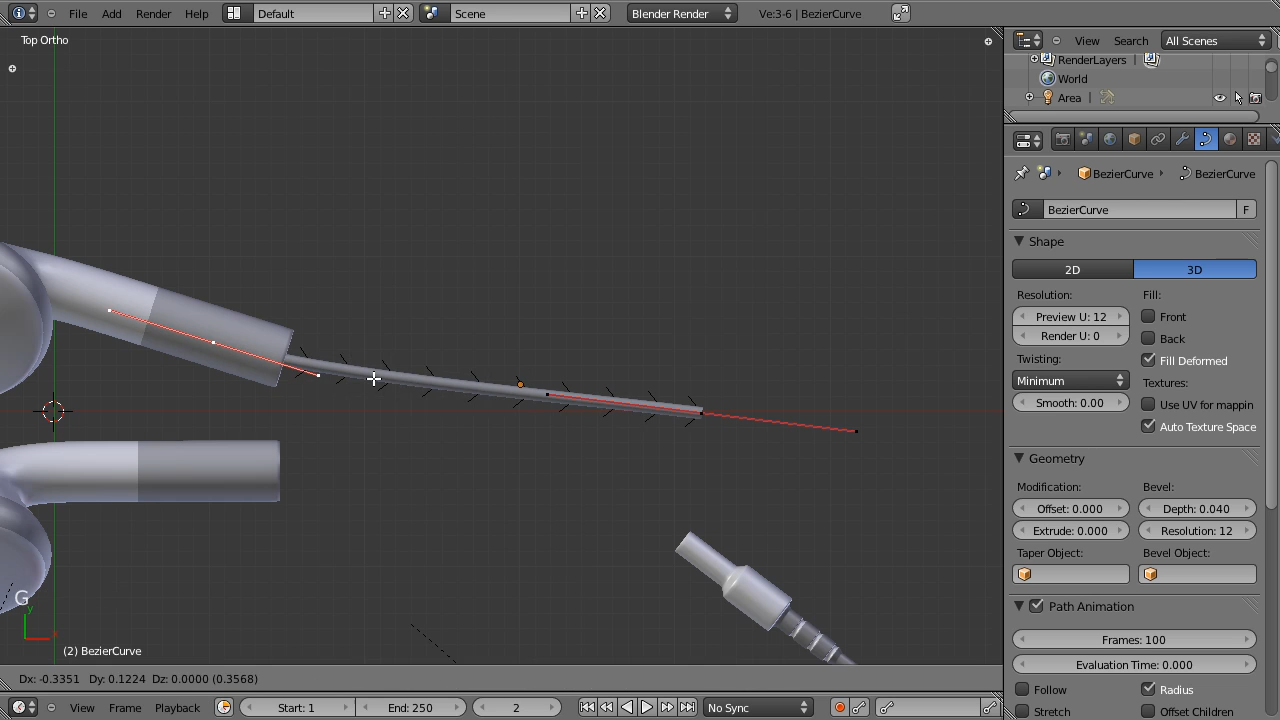 File Add Render Help Default Scene Blender Render Ve:3-6 | BezierCurve
Top Ortho
View Search All Scenes
RenderLayers |
World
Area |
BezierCurve BezierCurve
BezierCurve F
Shape
2D 3D
Resolution: Fill:
Preview U: 12 Front
Render U: 0 Back
Twisting: Fill Deformed
Minimum Textures:
Smooth: 0.00 Use UV for mappin
Auto Texture Space
Geometry
Modification: Bevel:
Offset: 0.000 Depth: 0.040
Extrude: 0.000 Resolution: 12
Taper Object: Bevel Object:
Path Animation
Frames: 100
Evaluation Time: 0.000
Follow Radius
Stretch Offset Children
G
y
(2) BezierCurve
Dx: -0.3351 Dy: 0.1224 Dz: 0.0000 (0.3568)
View Frame Playback Start: 1 End: 250 2 No Sync